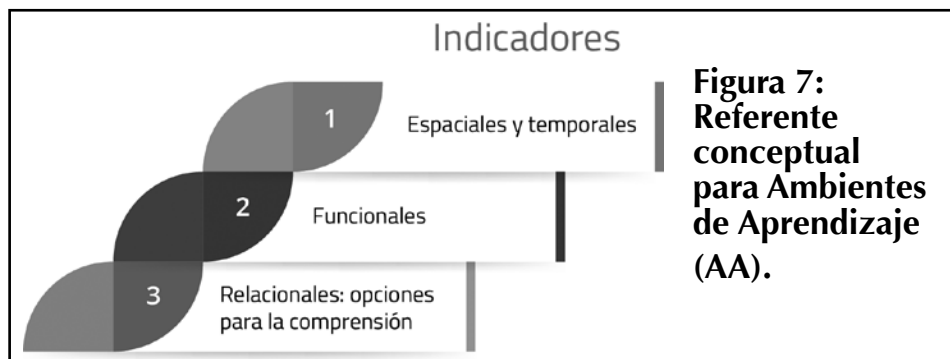 Indicadores
1
Espaciales y temporales
2
Funcionales
3
Relacionales: opciones
para la comprensión
Figura 7:
Referente
conceptual
para Ambientes
de Aprendizaje
(AA).